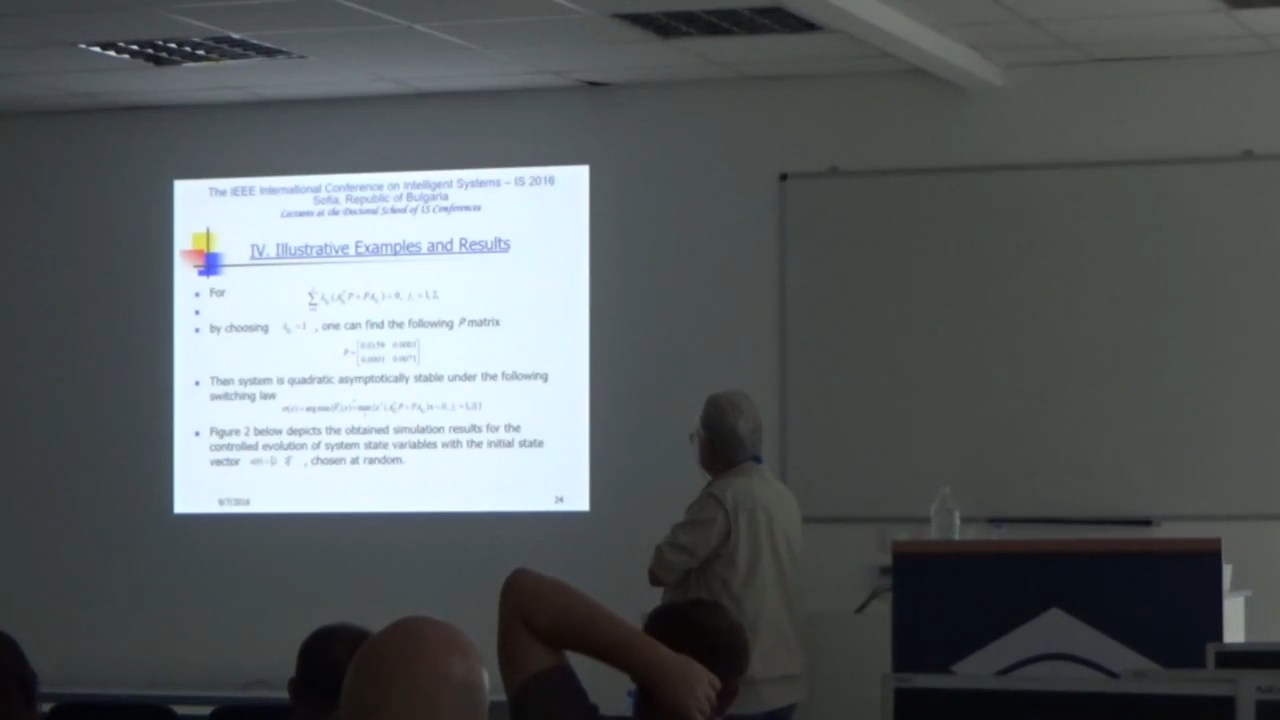 The IEEE International Conference on Intelligent Systems – IS 2016
Sofia, Republic of Bulgaria
Lectures at the Doctoral School of IS Conferences
IV. Illustrative Examples and Results
For
by choosing , one can find the following P matrix
Then system is quadratic asymptotically stable under the following
switching law
Figure 2 below depicts the obtained simulation results for the
controlled evolution of system state variables with the initial state
vector , chosen at random.
9/7/2016
24